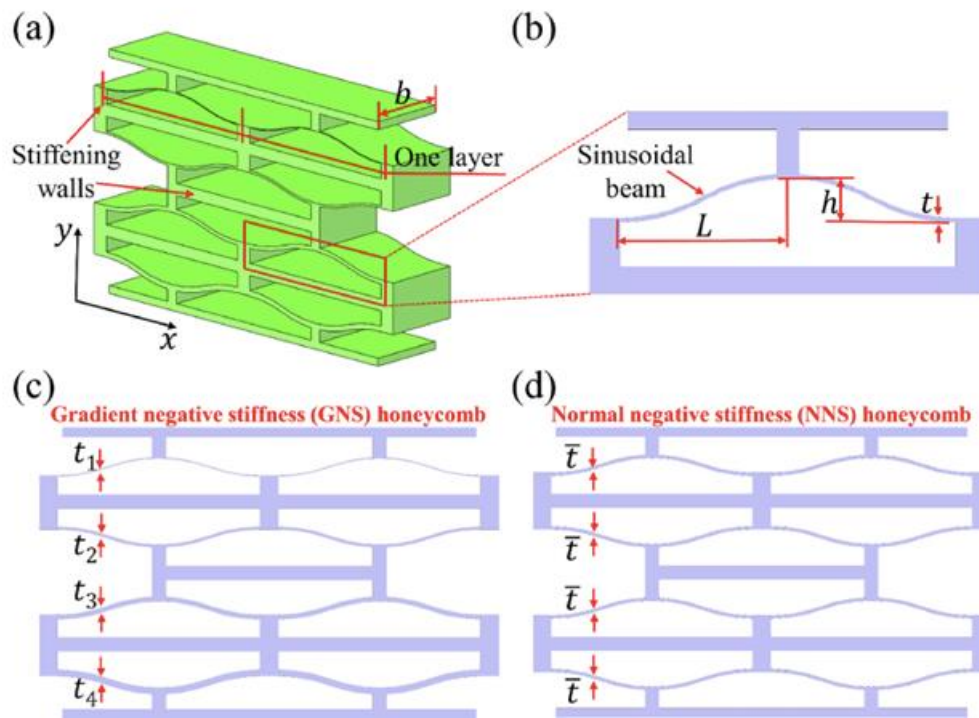 (a)
b
Stiffening
walls
One layer
y
x
(b)
Sinusoidal
beam
h
t
L
(c)
Gradient negative stiffness (GNS) honeycomb
t₁
t₂
t₃
t₄
(d)
Normal negative stiffness (NNS) honeycomb
t̅
t̅
t̅
t̅